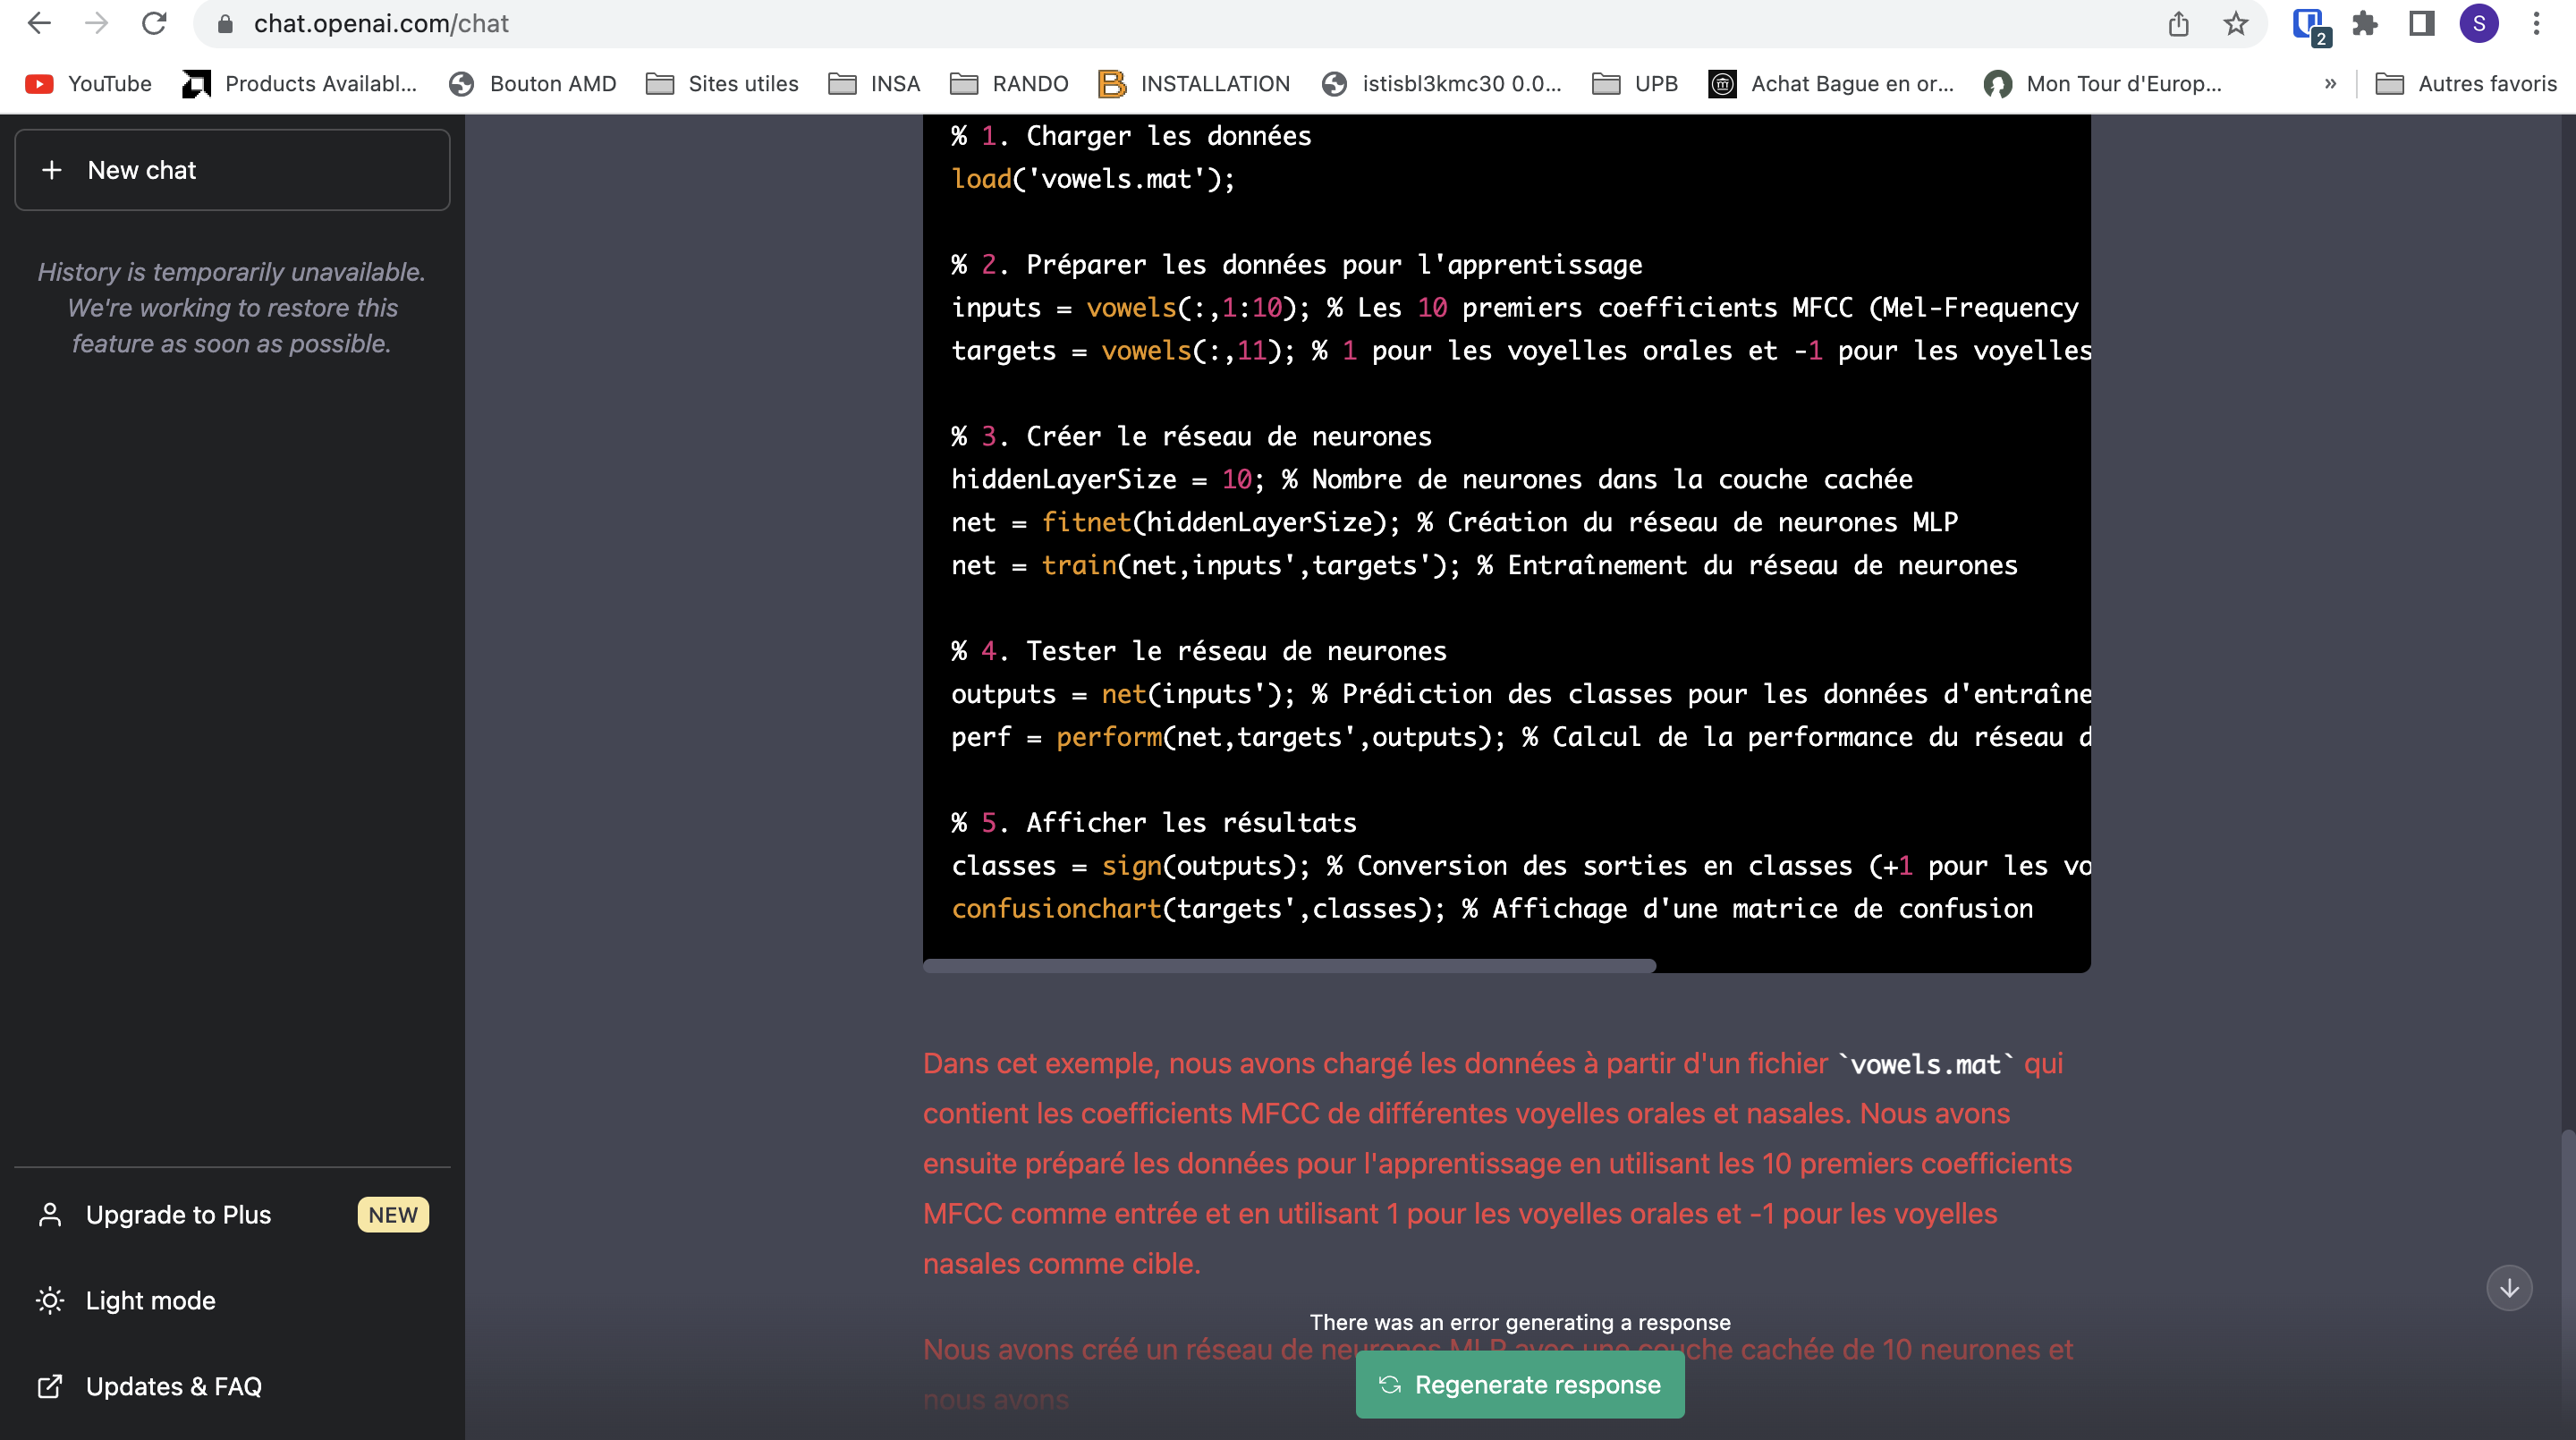 chat.openai.com/chat
2
S
YouTube
Products Availabl...
Bouton AMD
Sites utiles
INSA
RANDO
INSTALLATION
istisbl3kmc30 0.0...
UPB
Achat Bague en or...
Mon Tour d'Europ...
»
Autres favoris
+ New chat
History is temporarily unavailable.
We're working to restore this
feature as soon as possible.
Upgrade to Plus
NEW
Light mode
Updates & FAQ
% 1. Charger les données
load('vowels.mat');
% 2. Préparer les données pour l'apprentissage
inputs = vowels(:,1:10); % Les 10 premiers coefficients MFCC (Mel-Frequency
targets = vowels(:,11); % 1 pour les voyelles orales et -1 pour les voyelles
% 3. Créer le réseau de neurones
hiddenLayerSize = 10; % Nombre de neurones dans la couche cachée
net = fitnet(hiddenLayerSize); % Création du réseau de neurones MLP
net = train(net,inputs',targets'); % Entraînement du réseau de neurones
% 4. Tester le réseau de neurones
outputs = net(inputs'); % Prédiction des classes pour les données d'entraîne
perf = perform(net,targets',outputs); % Calcul de la performance du réseau d
% 5. Afficher les résultats
classes = sign(outputs); % Conversion des sorties en classes (+1 pour les vo
confusionchart(targets',classes); % Affichage d'une matrice de confusion
Dans cet exemple, nous avons chargé les données à partir d'un fichier `vowels.mat` qui
contient les coefficients MFCC de différentes voyelles orales et nasales. Nous avons
ensuite préparé les données pour l'apprentissage en utilisant les 10 premiers coefficients
MFCC comme entrée et en utilisant 1 pour les voyelles orales et -1 pour les voyelles
nasales comme cible.
There was an error generating a response
Nous avons créé un réseau de neurones MLP avec une couche cachée de 10 neurones et
nous avons
Regenerate response